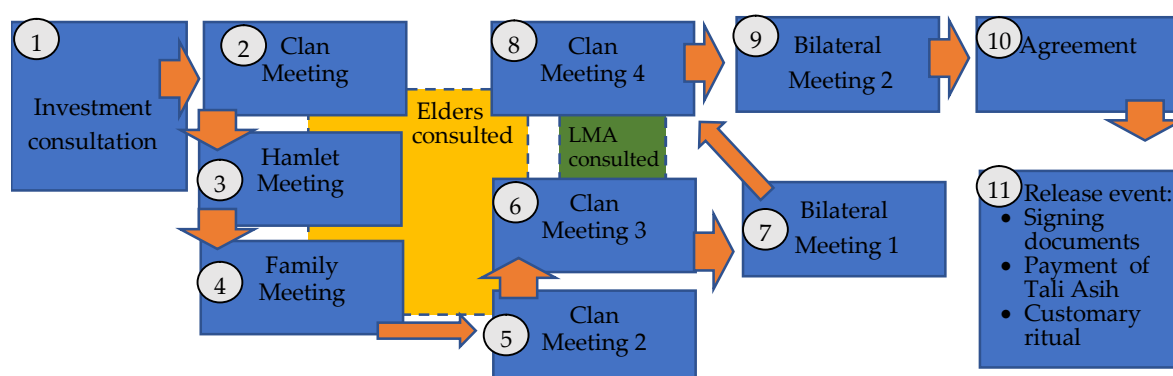 1
Investment
consultation
2
Clan
Meeting
3
Hamlet
Meeting
4
Family
Meeting
Elders
consulted
5
Clan
Meeting 2
6
Clan
Meeting 3
LMA
consulted
7
Bilateral
Meeting 1
8
Clan
Meeting 4
9
Bilateral
Meeting 2
10
Agreement
11
Release event:
• Signing
documents
• Payment of
Tali Asih
• Customary
ritual